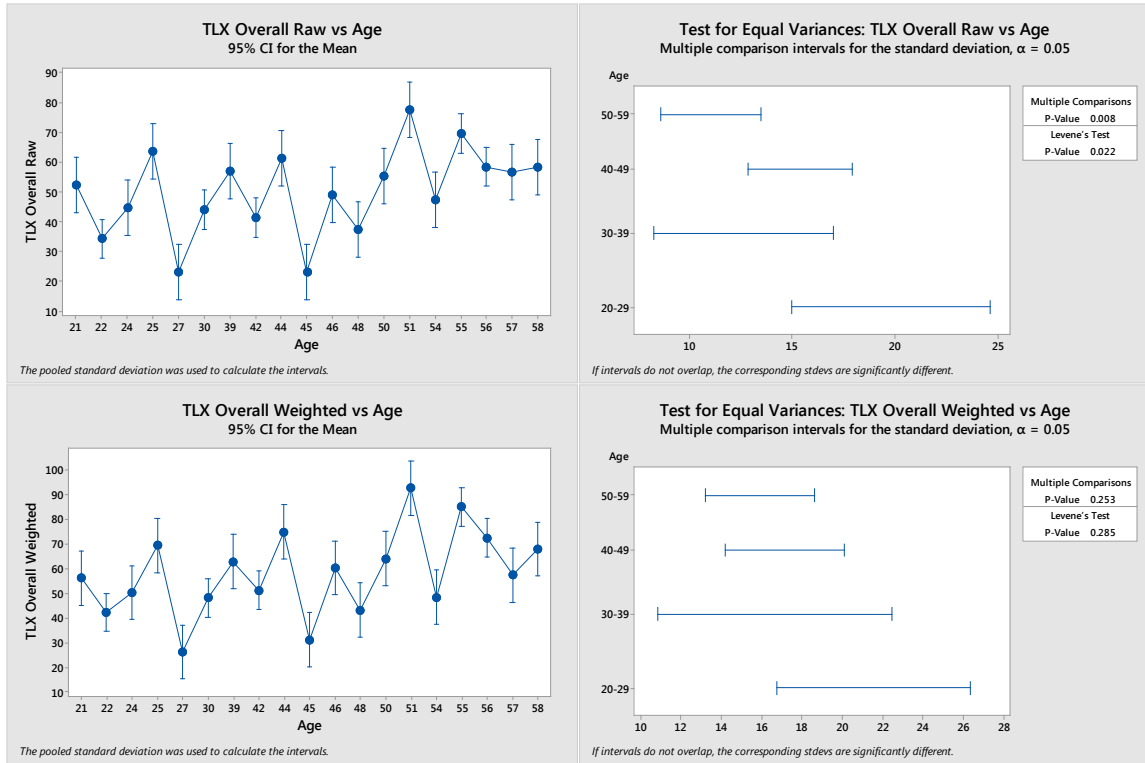 TLX Overall Raw vs Age
95% CI for the Mean
90
80
70
60
50
40
30
20
10
TLX Overall Raw
21 22 24 25 27 30 39 42 44 45 46 48 50 51 54 55 56 57 58
Age
The pooled standard deviation was used to calculate the intervals.
Test for Equal Variances: TLX Overall Raw vs Age
Multiple comparison intervals for the standard deviation, α = 0.05
Age
50-59
40-49
30-39
20-29
10 15 20 25
Multiple Comparisons
P-Value 0.008
Levene's Test
P-Value 0.022
If intervals do not overlap, the corresponding stdevs are significantly different.
TLX Overall Weighted vs Age
95% CI for the Mean
100
90
80
70
60
50
40
30
20
10
TLX Overall Weighted
21 22 24 25 27 30 39 42 44 45 46 48 50 51 54 55 56 57 58
Age
The pooled standard deviation was used to calculate the intervals.
Test for Equal Variances: TLX Overall Weighted vs Age
Multiple comparison intervals for the standard deviation, α = 0.05
Age
50-59
40-49
30-39
20-29
10 12 14 16 18 20 22 24 26 28
Multiple Comparisons
P-Value 0.253
Levene's Test
P-Value 0.285
If intervals do not overlap, the corresponding stdevs are significantly different.